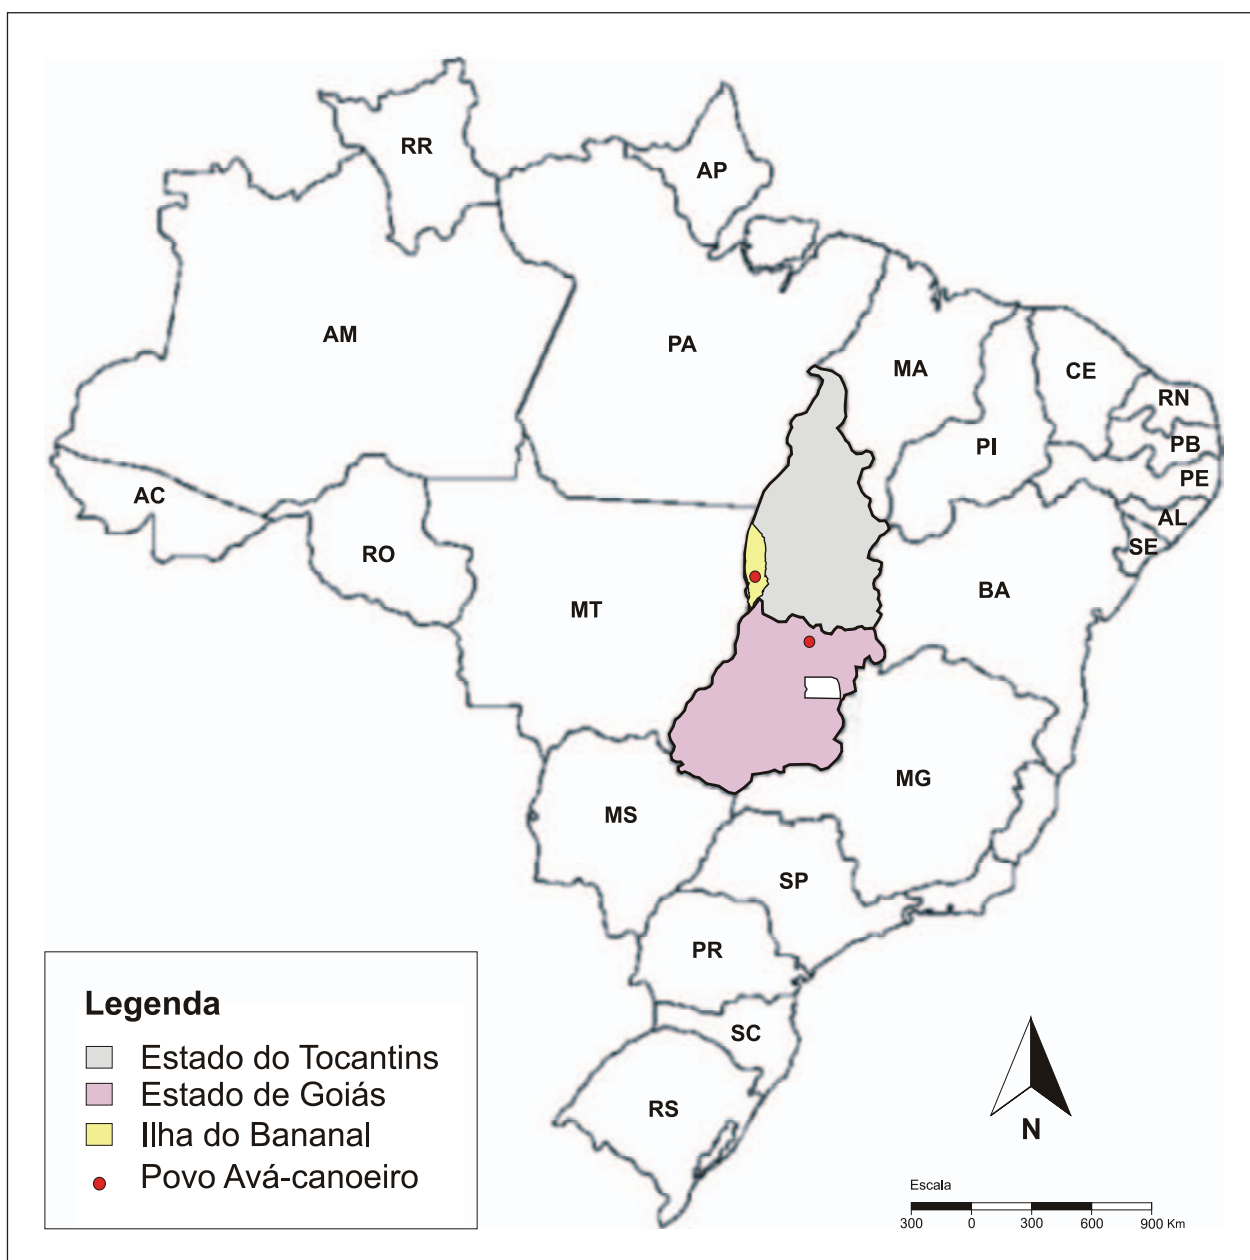 RR
AP
AM
PA
MA
CE
RN
PI
PB
PE
AC
AL
SE
RO
BA
MT
MG
MS
SP
PR
SC
RS
Legenda
Estado do Tocantins
Estado de Goiás
Ilha do Bananal
Povo Avá-canoeiro
N
Escala
300 0 300 600 900 Km